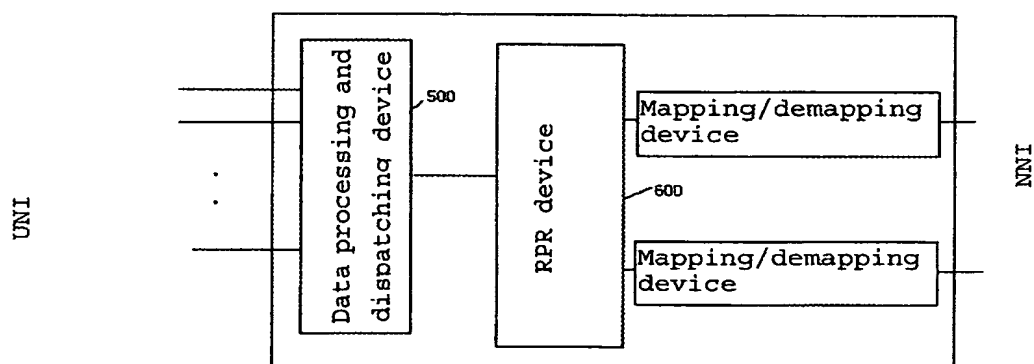 UNI
Data processing and
dispatching device
500
RPR device
600
Mapping/demapping
device
Mapping/demapping
device
NNI